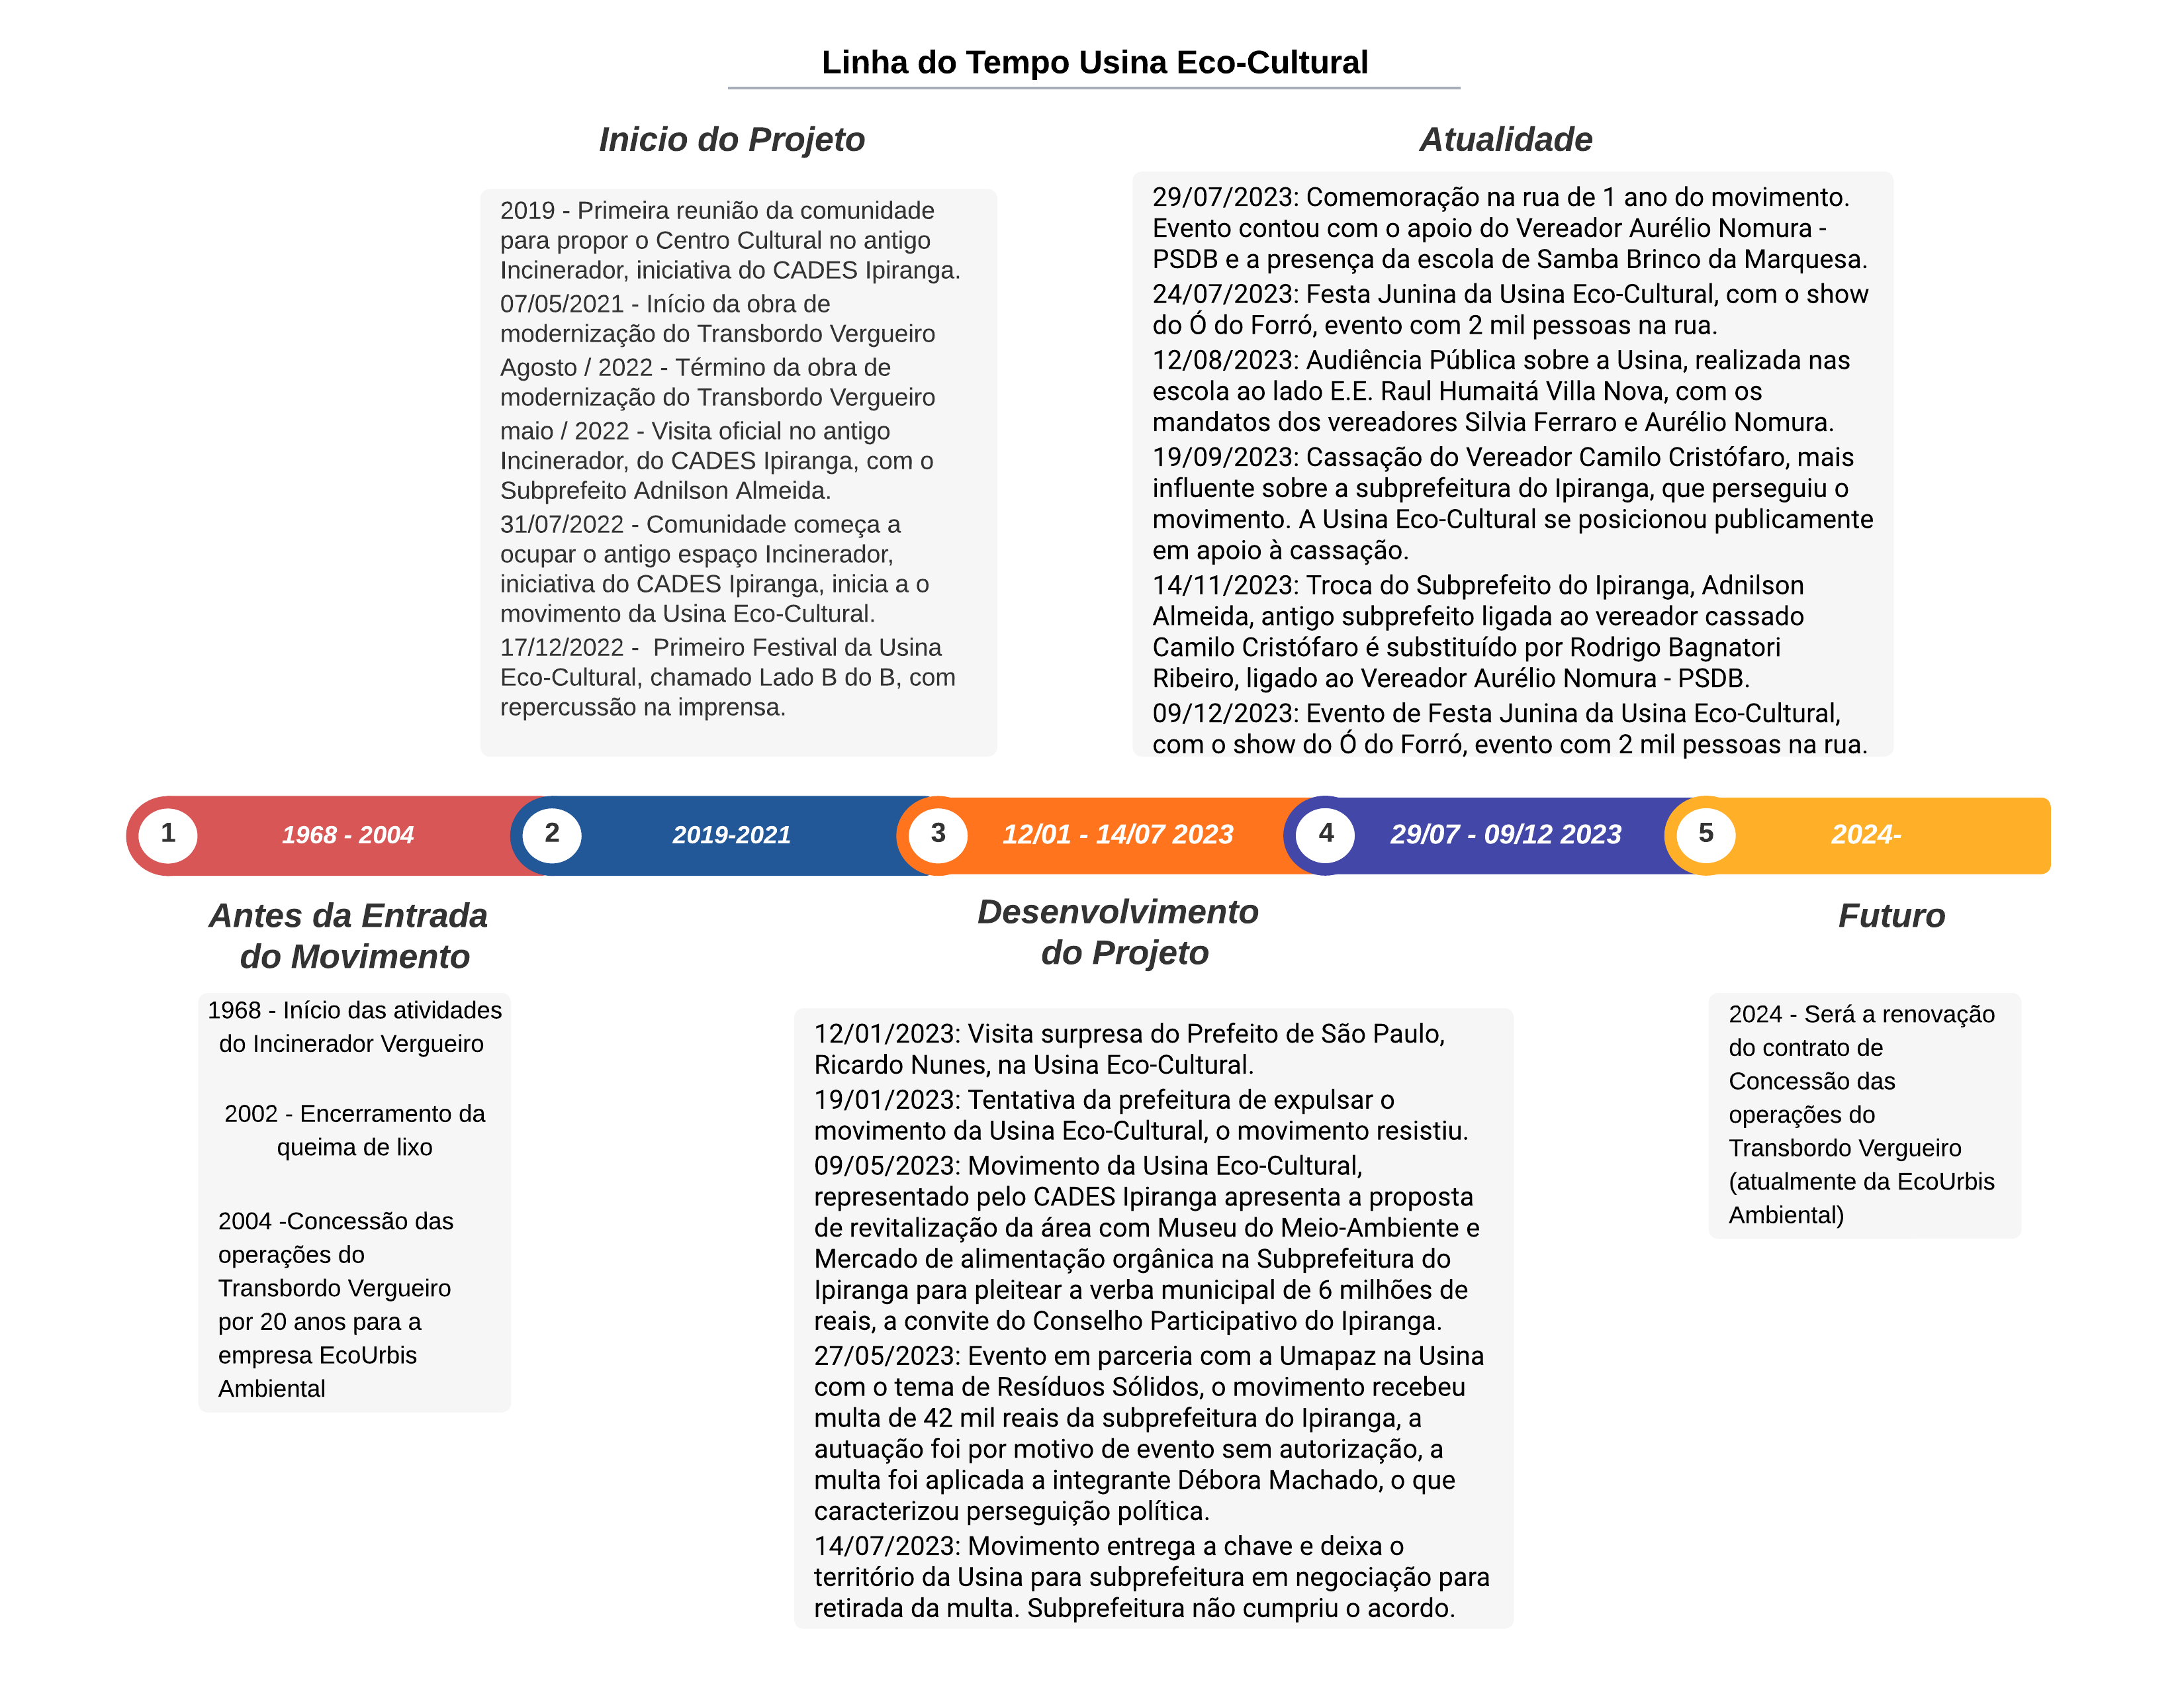 Linha do Tempo Usina Eco-Cultural
Inicio do Projeto
2019 - Primeira reunião da comunidade
para propor o Centro Cultural no antigo
Incinerador, iniciativa do CADES Ipiranga.
07/05/2021 - Início da obra de
modernização do Transbordo Vergueiro
Agosto / 2022 - Término da obra de
modernização do Transbordo Vergueiro
maio / 2022 - Visita oficial no antigo
Incinerador, do CADES Ipiranga, com o
Subprefeito Adnilson Almeida.
31/07/2022 - Comunidade começa a
ocupar o antigo espaço Incinerador,
iniciativa do CADES Ipiranga, inicia a o
movimento da Usina Eco-Cultural.
17/12/2022 -  Primeiro Festival da Usina
Eco-Cultural, chamado Lado B do B, com
repercussão na imprensa.
Atualidade
29/07/2023: Comemoração na rua de 1 ano do movimento.
Evento contou com o apoio do Vereador Aurélio Nomura -
PSDB e a presença da escola de Samba Brinco da Marquesa.
24/07/2023: Festa Junina da Usina Eco-Cultural, com o show
do Ó do Forró, evento com 2 mil pessoas na rua.
12/08/2023: Audiência Pública sobre a Usina, realizada nas
escola ao lado E.E. Raul Humaitá Villa Nova, com os
mandatos dos vereadores Silvia Ferraro e Aurélio Nomura.
19/09/2023: Cassação do Vereador Camilo Cristófaro, mais
influente sobre a subprefeitura do Ipiranga, que perseguiu o
movimento. A Usina Eco-Cultural se posicionou publicamente
em apoio à cassação.
14/11/2023: Troca do Subprefeito do Ipiranga, Adnilson
Almeida, antigo subprefeito ligada ao vereador cassado
Camilo Cristófaro é substituído por Rodrigo Bagnatori
Ribeiro, ligado ao Vereador Aurélio Nomura - PSDB.
09/12/2023: Evento de Festa Junina da Usina Eco-Cultural,
com o show do Ó do Forró, evento com 2 mil pessoas na rua.
1 1968 - 2004
2 2019-2021
3 12/01 - 14/07 2023
4 29/07 - 09/12 2023
5 2024-
Antes da Entrada
do Movimento
1968 - Início das atividades
do Incinerador Vergueiro
2002 - Encerramento da
queima de lixo
2004 -Concessão das
operações do
Transbordo Vergueiro
por 20 anos para a
empresa EcoUrbis
Ambiental
Desenvolvimento
do Projeto
12/01/2023: Visita surpresa do Prefeito de São Paulo,
Ricardo Nunes, na Usina Eco-Cultural.
19/01/2023: Tentativa da prefeitura de expulsar o
movimento da Usina Eco-Cultural, o movimento resistiu.
09/05/2023: Movimento da Usina Eco-Cultural,
representado pelo CADES Ipiranga apresenta a proposta
de revitalização da área com Museu do Meio-Ambiente e
Mercado de alimentação orgânica na Subprefeitura do
Ipiranga para pleitear a verba municipal de 6 milhões de
reais, a convite do Conselho Participativo do Ipiranga.
27/05/2023: Evento em parceria com a Umapaz na Usina
com o tema de Resíduos Sólidos, o movimento recebeu
multa de 42 mil reais da subprefeitura do Ipiranga, a
autuação foi por motivo de evento sem autorização, a
multa foi aplicada a integrante Débora Machado, o que
caracterizou perseguição política.
14/07/2023: Movimento entrega a chave e deixa o
território da Usina para subprefeitura em negociação para
retirada da multa. Subprefeitura não cumpriu o acordo.
Futuro
2024 - Será a renovação
do contrato de
Concessão das
operações do
Transbordo Vergueiro
(atualmente da EcoUrbis
Ambiental)